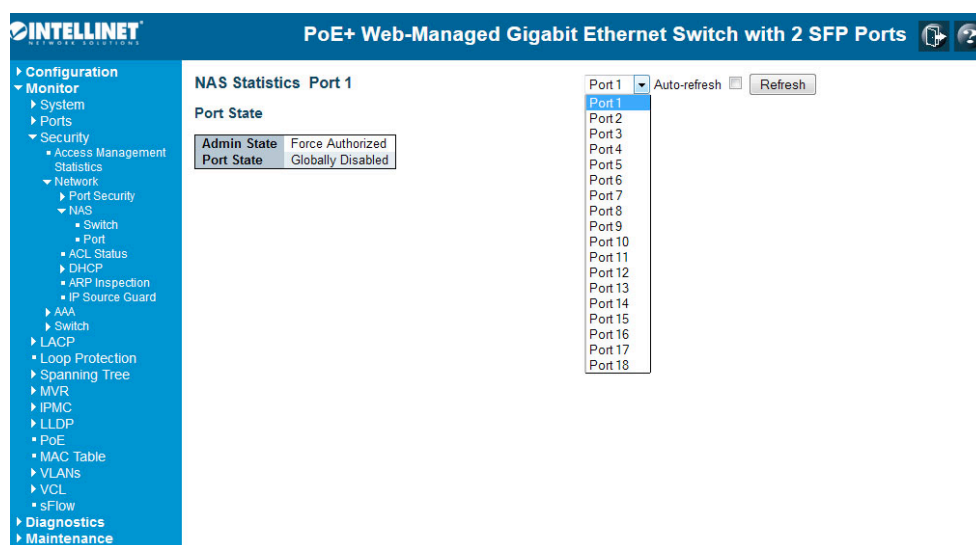 INTELLINET
NETWORK SOLUTIONS
PoE+ Web-Managed Gigabit Ethernet Switch with 2 SFP Ports
?
Configuration
Monitor
System
Ports
Security
Access Management
Statistics
Network
Port Security
NAS
Switch
Port
ACL Status
DHCP
ARP Inspection
IP Source Guard
AAA
Switch
LACP
Loop Protection
Spanning Tree
MVR
IPMC
LLDP
PoE
MAC Table
VLANs
VCL
sFlow
Diagnostics
Maintenance
NAS Statistics Port 1
Port 1 Auto-refresh Refresh
Port State
Admin State Force Authorized
Port State Globally Disabled
Port 1
Port 2
Port 3
Port 4
Port 5
Port 6
Port 7
Port 8
Port 9
Port 10
Port 11
Port 12
Port 13
Port 14
Port 15
Port 16
Port 17
Port 18